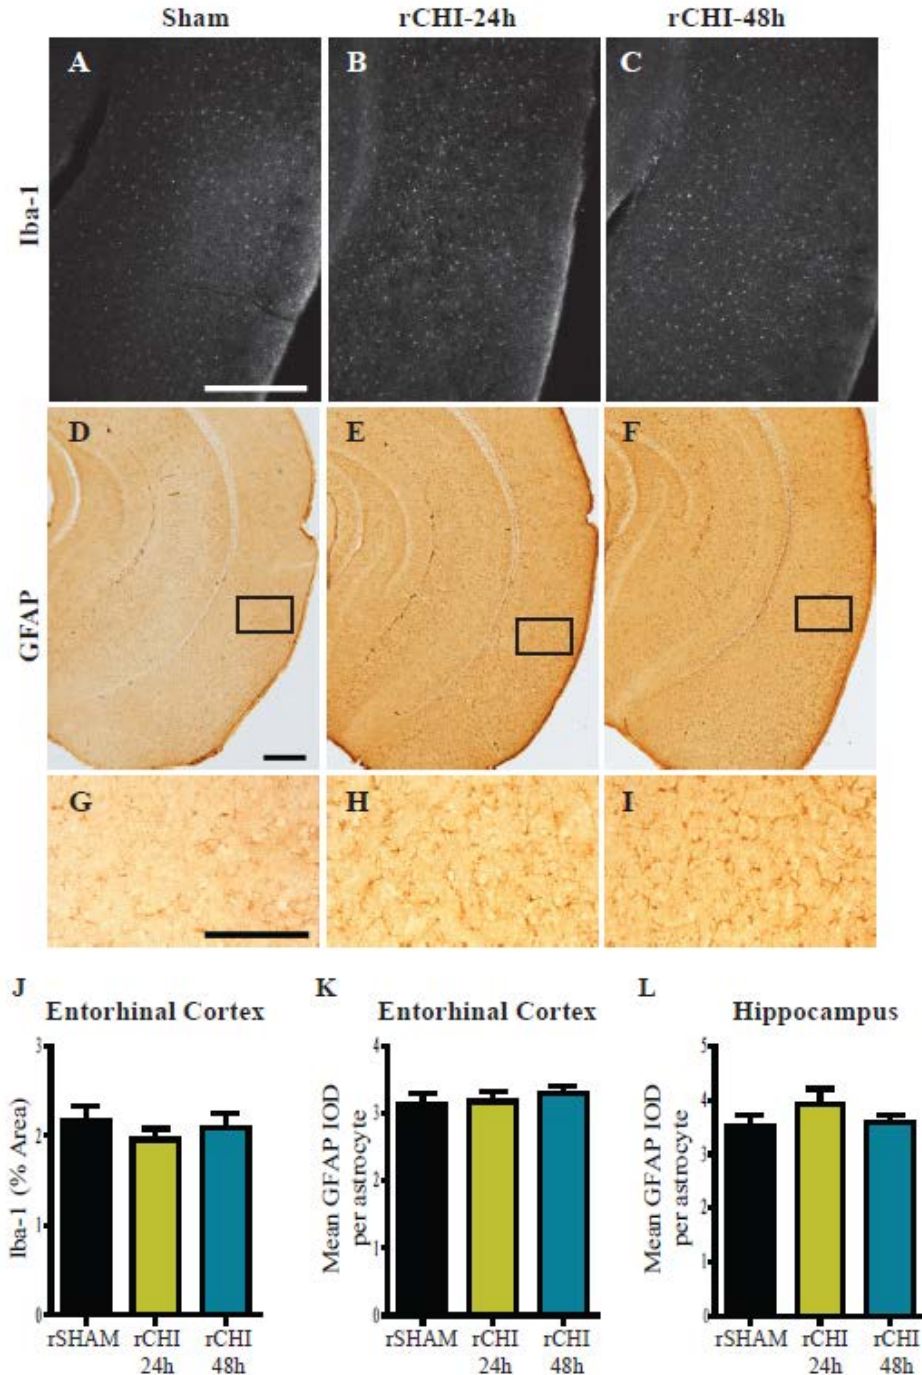 Sham rCHI-24h rCHI-48h
A B C
Iba-1
D E F
GFAP
G H I
J K L
Entorhinal Cortex Entorhinal Cortex Hippocampus
3 4 5
4
3
2 3
2
2
1 1
1
0 0 0
Iba-1 (% Area)
Mean GFAP IOD
per astrocyte
Mean GFAP IOD
per astrocyte
rSHAM rCHI rCHI rSHAM rCHI rCHI rSHAM rCHI rCHI
24h 48h 24h 48h 24h 48h